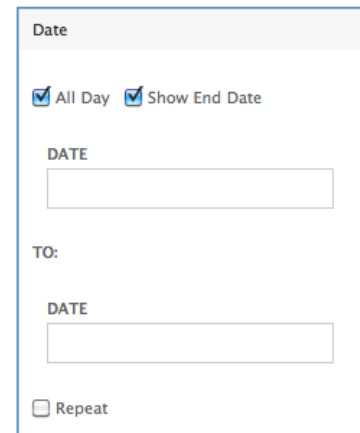 Date
All Day Show End Date
DATE
TO:
DATE
Repeat